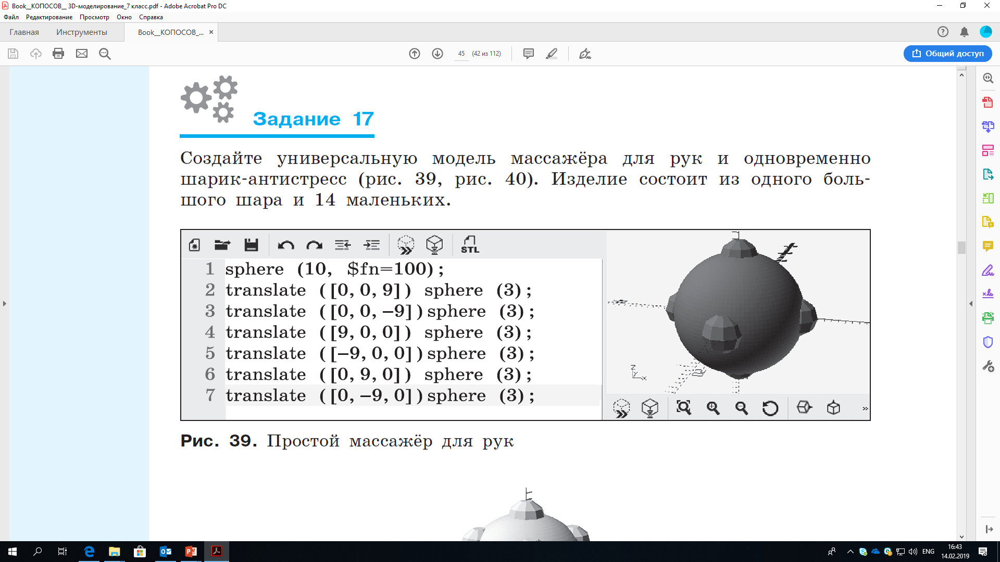 Book__КОПОСОВ__ 3D-моделирование_7 класс.pdf - Adobe Acrobat Pro DC
Файл Редактирование Просмотр Окно Справка
Главная Инструменты Book__КОПОСОВ_... ×
45 (42 из 112)
Общий доступ
Задание 17
Создайте универсальную модель массажёра для рук и одновременно
шарик-антистресс (рис. 39, рис. 40). Изделие состоит из одного боль-
шого шара и 14 маленьких.
STL
1 sphere (10, $fn=100);
2 translate ([0,0,9]) sphere (3);
3 translate ([0,0,−9])sphere (3);
4 translate ([9,0,0]) sphere (3);
5 translate ([−9,0,0])sphere (3);
6 translate ([0,9,0]) sphere (3);
7 translate ([0,−9,0])sphere (3);
z
y
x
»
Рис. 39. Простой массажёр для рук
ENG
16:43
14.02.2019